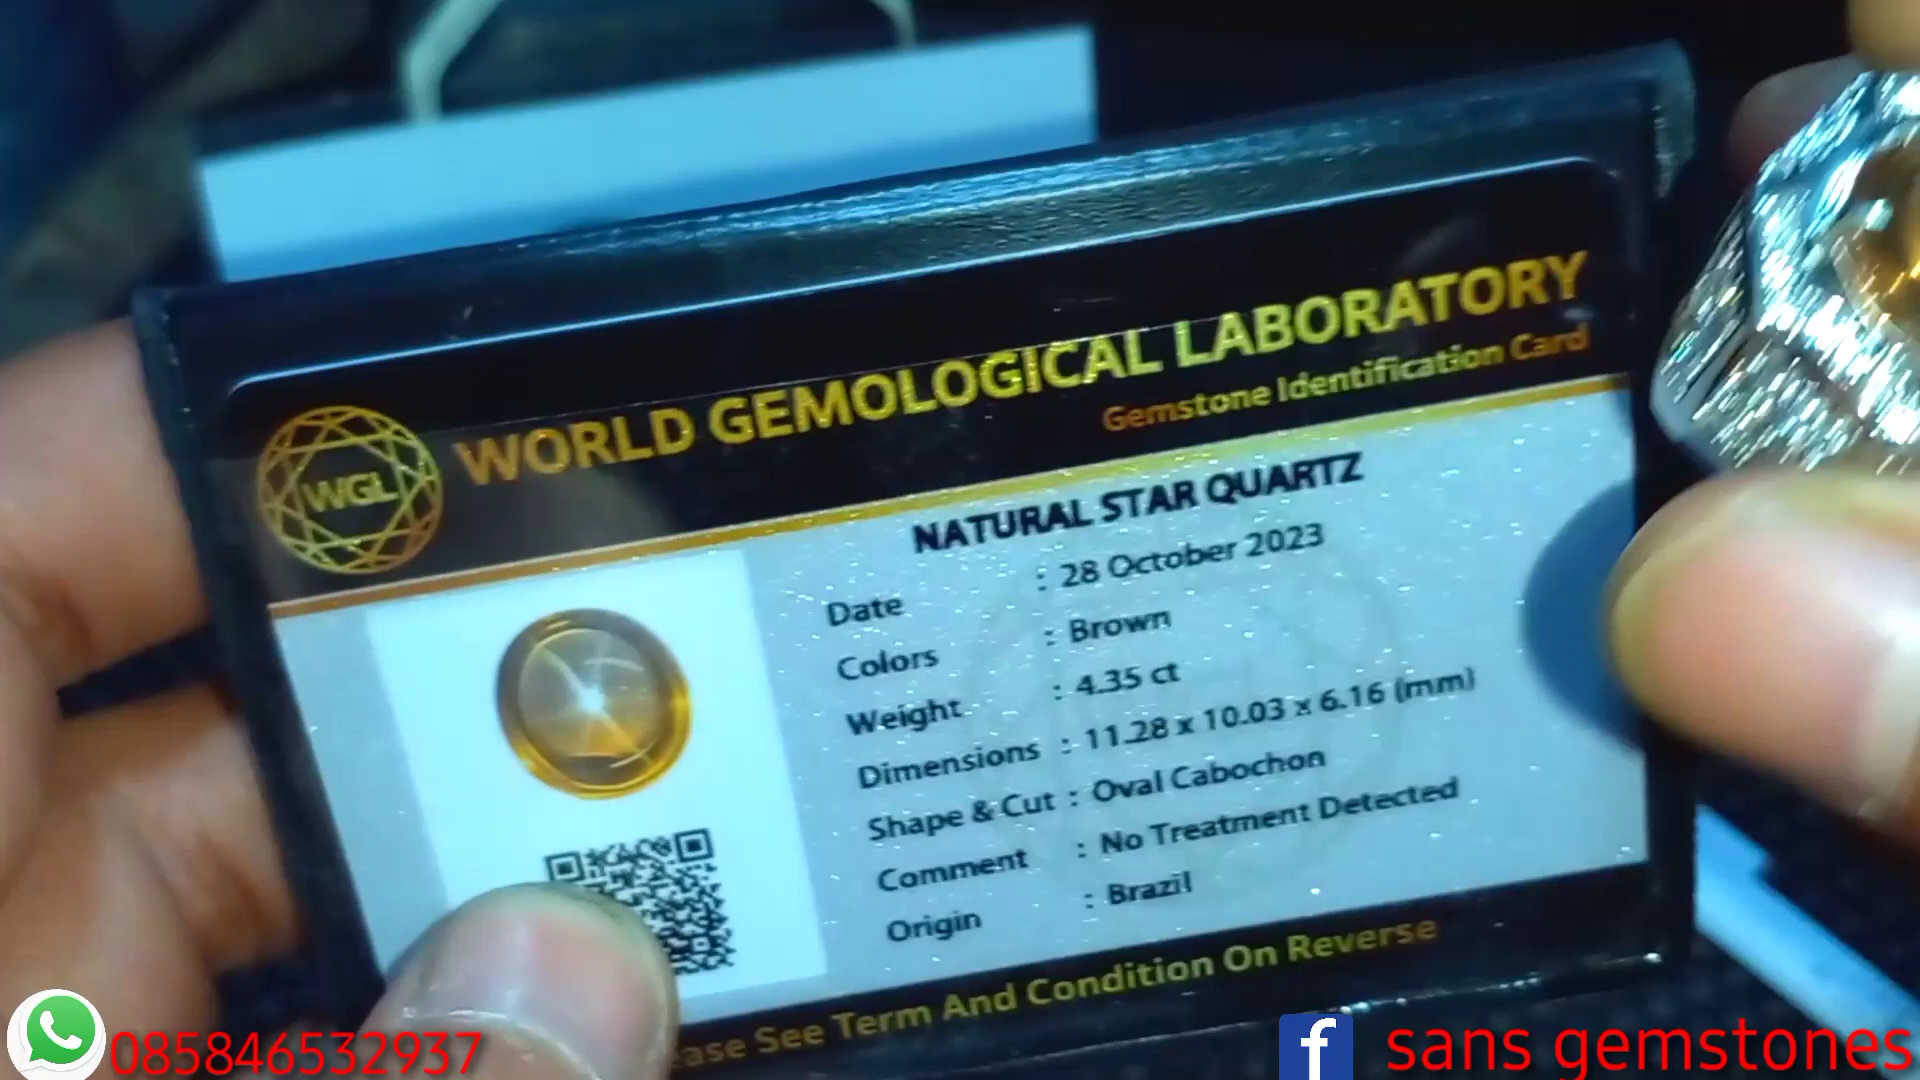 WORLD GEMOLOGICAL LABORATORY
Gemstone Identification Card
WGL
NATURAL STAR QUARTZ
Date : 28 October 2023
Colors : Brown
Weight : 4.35 ct
Dimensions : 11.28 x 10.03 x 6.16 (mm)
Shape & Cut : Oval Cabochon
Comment : No Treatment Detected
Origin : Brazil
See Term And Condition On Reverse
085846532937
f sans gemstones